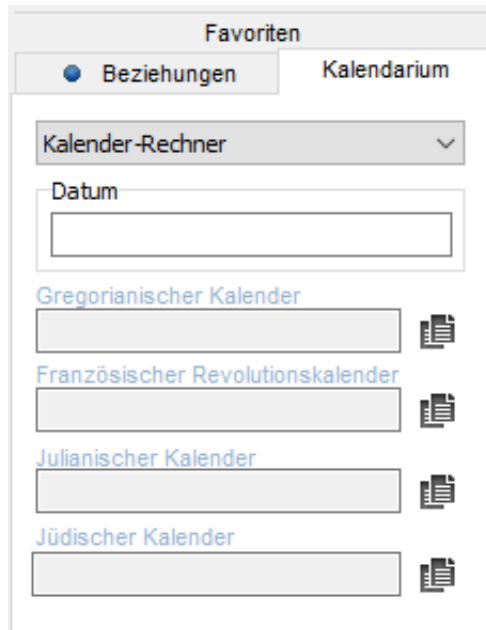 Favoriten
Beziehungen
Kalendarium
Kalender-Rechner
Datum
Gregorianischer Kalender
Französischer Revolutionskalender
Julianischer Kalender
Jüdischer Kalender